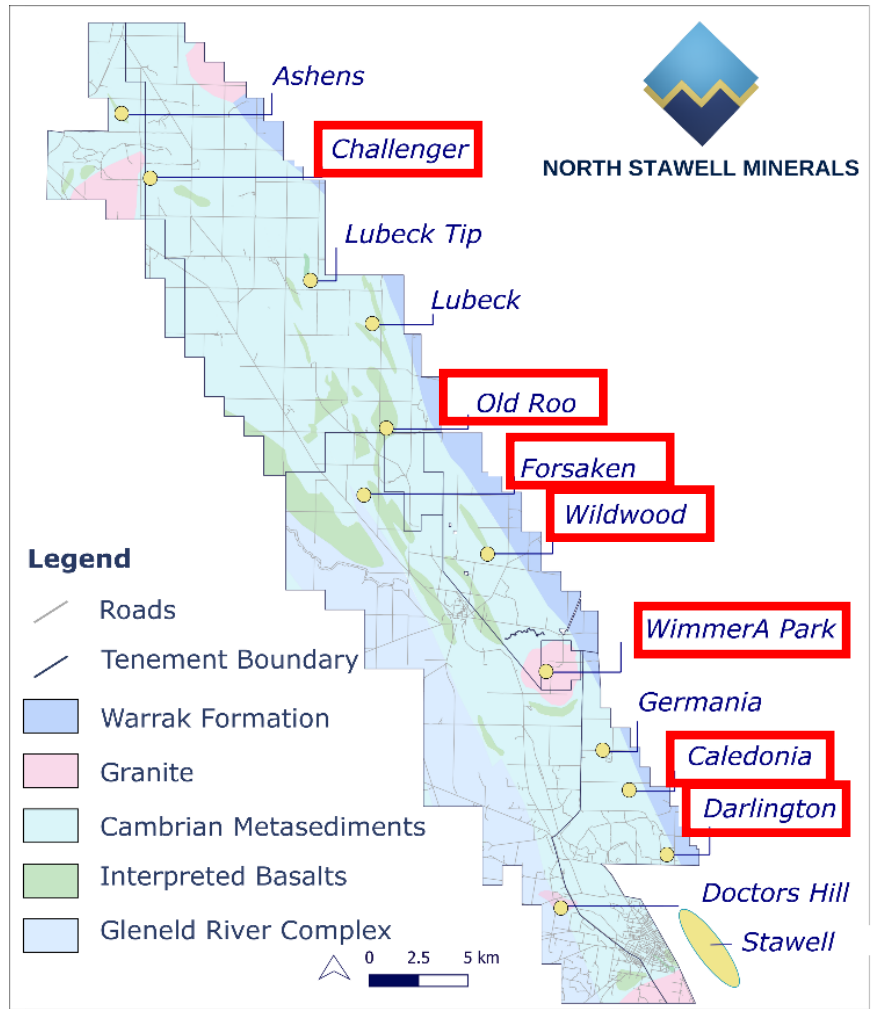 Ashens
Challenger
NORTH STAWELL MINERALS
Lubeck Tip
Lubeck
Old Roo
Forsaken
Wildwood
Legend
Roads
Tenement Boundary
Warrak Formation
Granite
Cambrian Metasediments
Interpreted Basalts
Gleneld River Complex
WimmerA Park
Germania
Caledonia
Darlington
Doctors Hill
Stawell
0 2.5 5 km